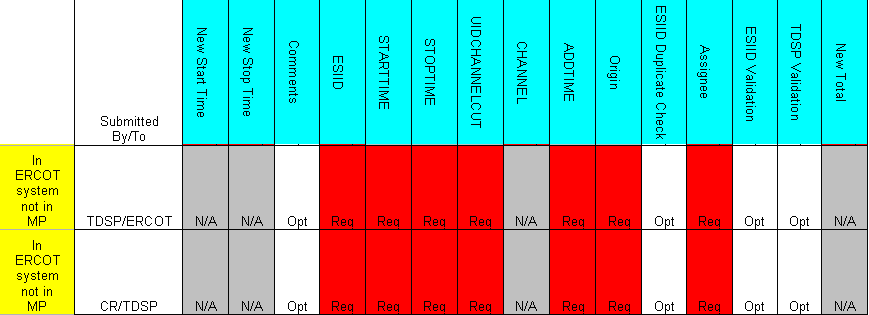 Submitted
By/To
New Start Time
New Stop Time
Comments
ESIID
STARTTIME
STOPTIME
UIDCHANNELCUT
CHANNEL
ADDTIME
Origin
ESIID Duplicate Check
Assignee
ESIID Validation
TDSP Validation
New Total
In
ERCOT
system
not in
MP
TDSP/ERCOT N/A N/A Opt Req Req Req Req N/A Req Req Opt Req Opt Opt N/A
In
ERCOT
system
not in
MP
CR/TDSP N/A N/A Opt Req Req Req Req N/A Req Req Opt Req Opt Opt N/A